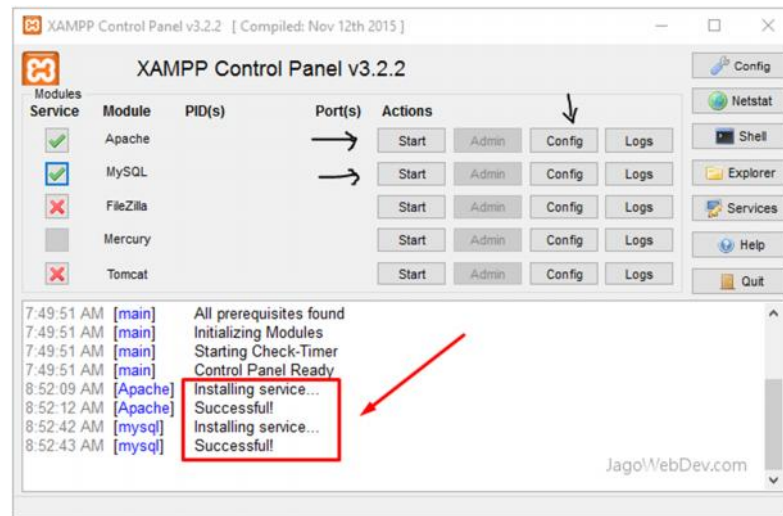 XAMPP Control Panel v3.2.2 [ Compiled: Nov 12th 2015 ]
XAMPP Control Panel v3.2.2
Config
Modules
Service Module PID(s) Port(s) Actions
Netstat
Apache Start Admin Config Logs
Shell
MySQL Start Admin Config Logs
Explorer
FileZilla Start Admin Config Logs
Services
Mercury Start Admin Config Logs
Help
Tomcat Start Admin Config Logs
Quit
7:49:51 AM [main] All prerequisites found
7:49:51 AM [main] Initializing Modules
7:49:51 AM [main] Starting Check-Timer
7:49:51 AM [main] Control Panel Ready
8:52:09 AM [Apache] Installing service...
8:52:12 AM [Apache] Successful!
8:52:42 AM [mysql] Installing service...
8:52:43 AM [mysql] Successful!
JagoWebDev.com